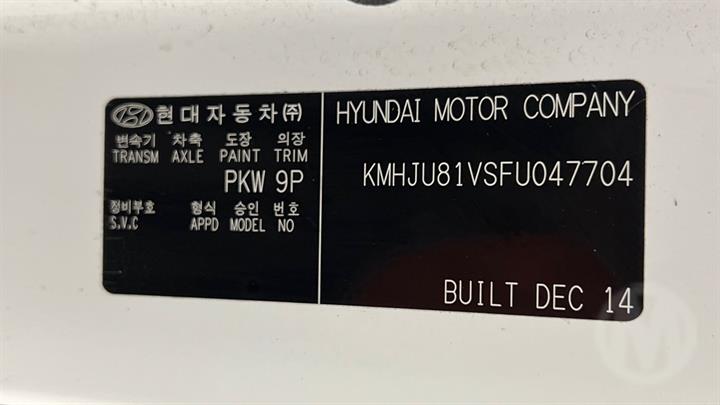 현대자동차㈜
변속기 차축 도장 의장
TRANSM AXLE PAINT TRIM
PKW 9P
정비부호 형식 승인 번호
S.V.C APPD MODEL NO
HYUNDAI MOTOR COMPANY
KMHJU81VSFU047704
BUILT DEC 14
M